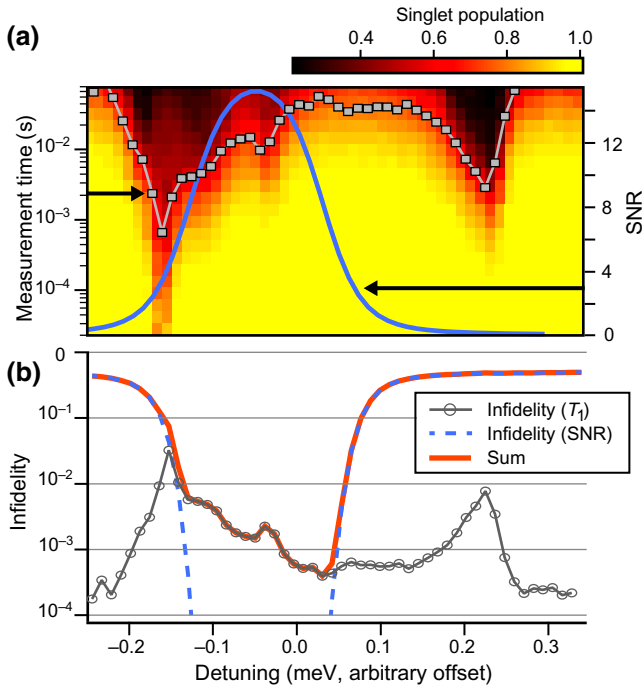 Singlet population
(a)
0.4 0.6 0.8 1.0
Measurement time (s)
10⁻²
10⁻³
10⁻⁴
12
8
4
0
SNR
(b)
0
10⁻¹
10⁻²
10⁻³
10⁻⁴
Infidelity
Infidelity (T₁)
Infidelity (SNR)
Sum
–0.2 –0.1 0.0 0.1 0.2 0.3
Detuning (meV, arbitrary offset)